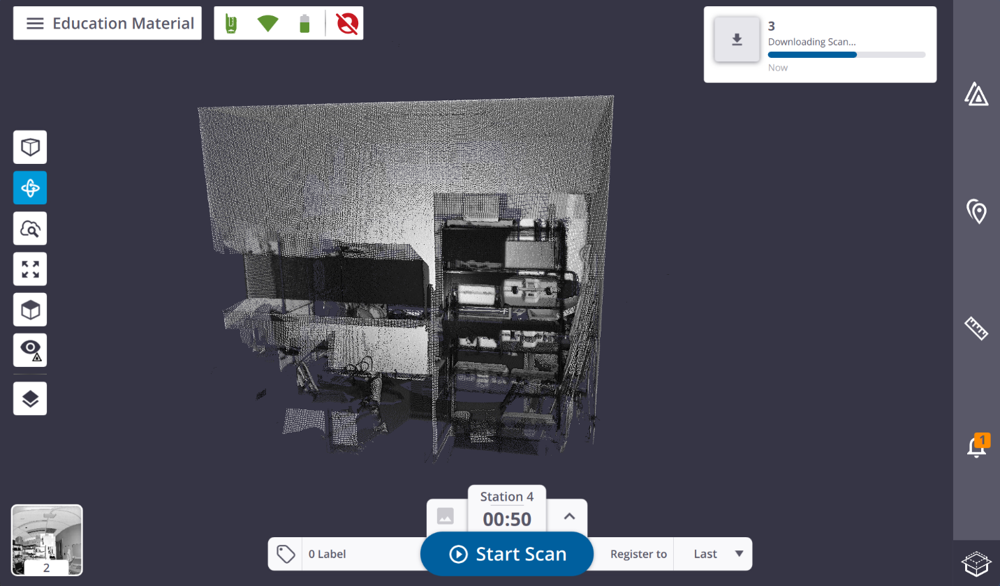 Education Material
3
Downloading Scan...
Now
1
Station 4
00:50
0 Label
Start Scan
Register to
Last
2